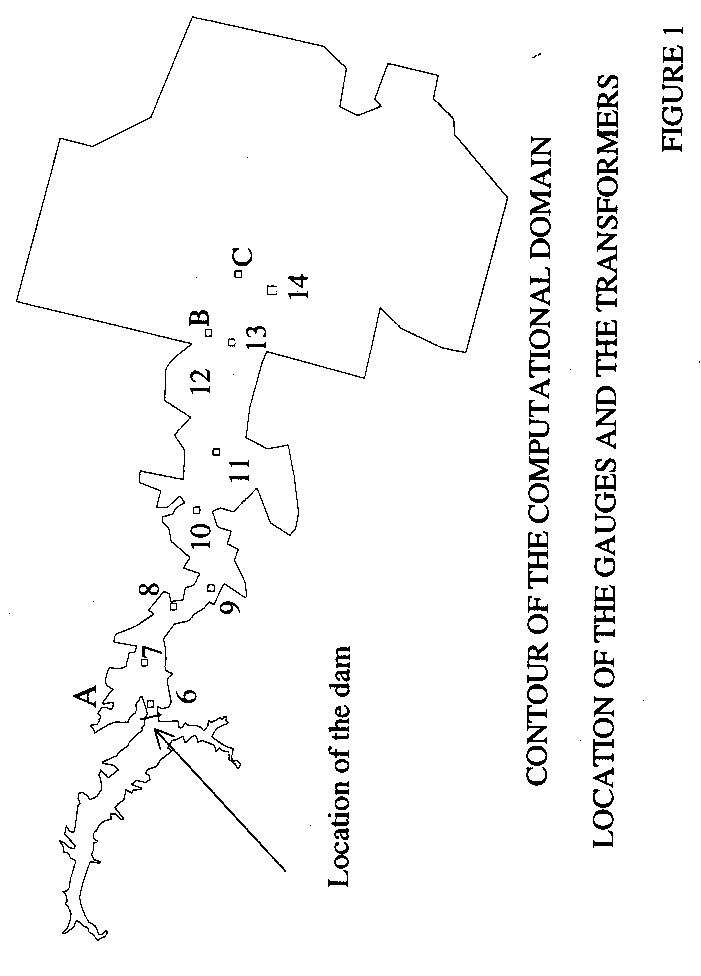 A
B
C
6
7
8
9
10
11
12
13
14
Location of the dam
CONTOUR OF THE COMPUTATIONAL DOMAIN
LOCATION OF THE GAUGES AND THE TRANSFORMERS
FIGURE 1